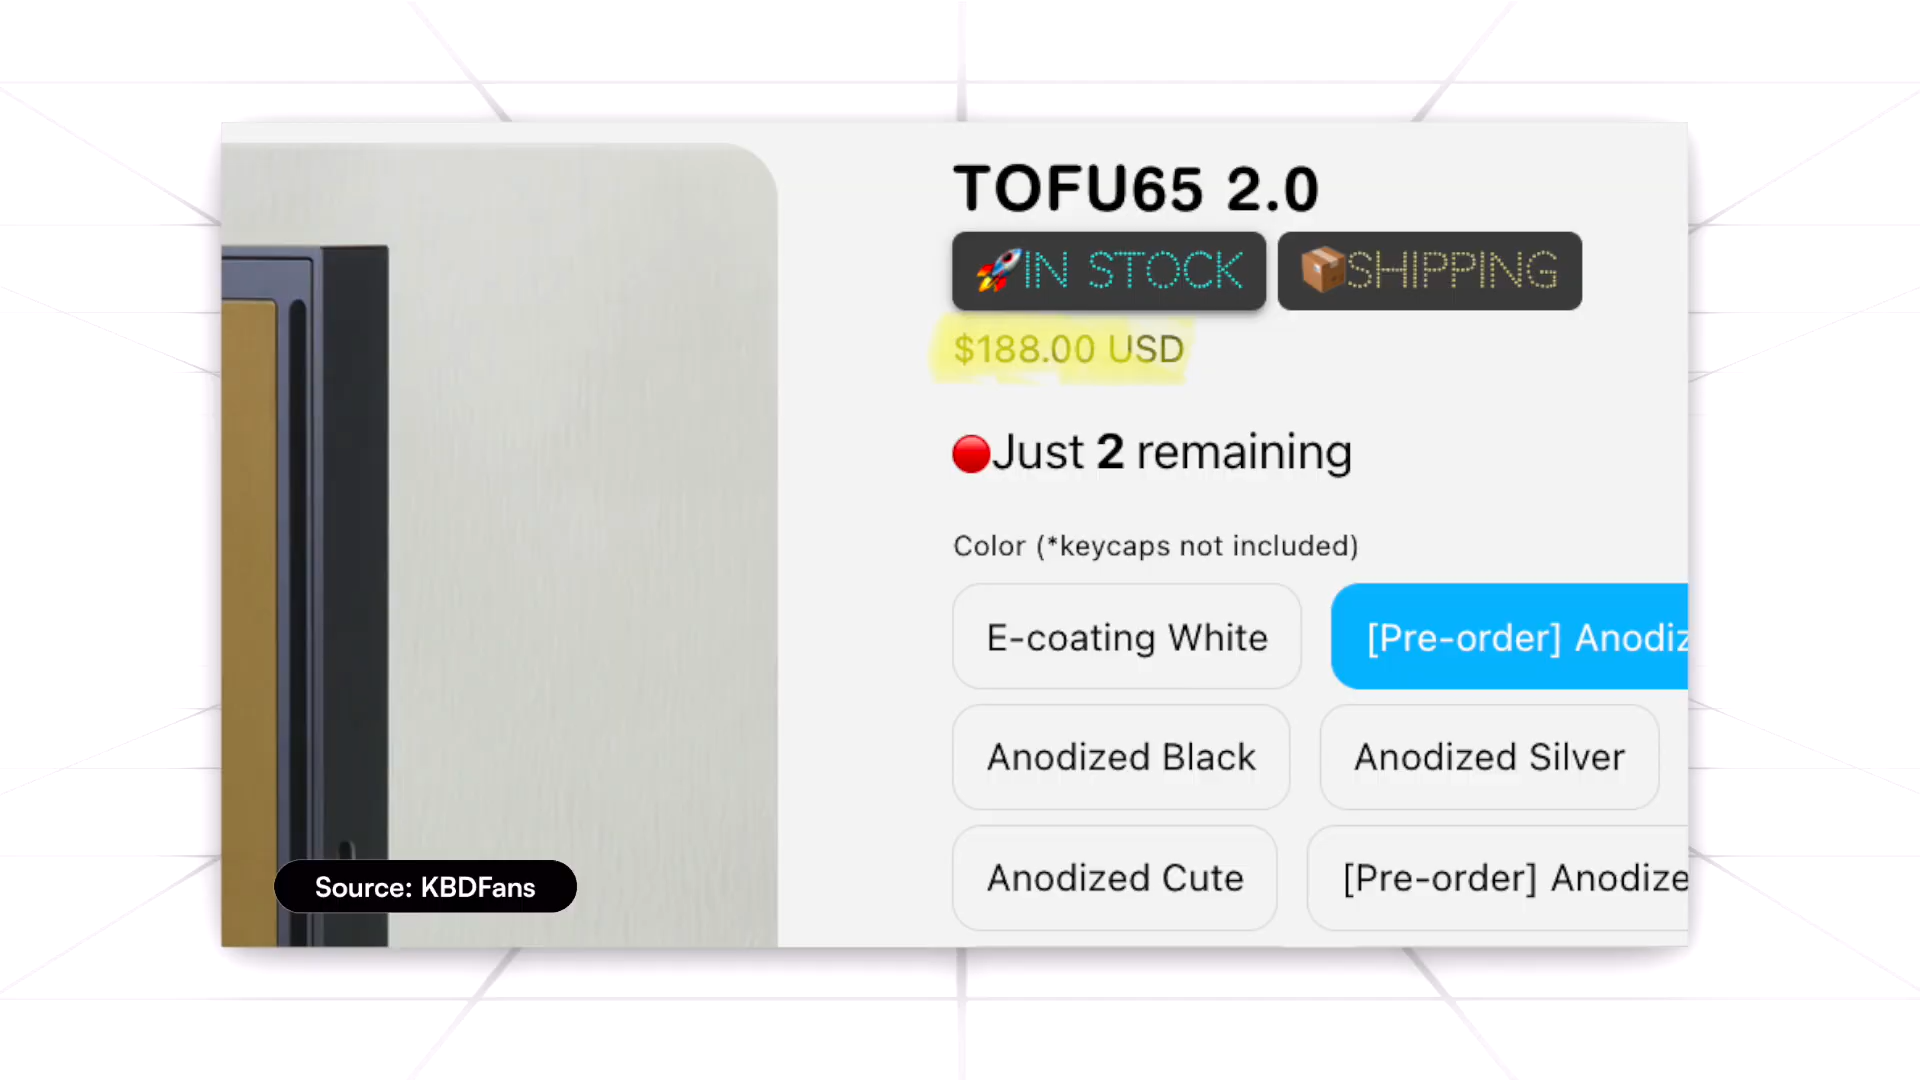 TOFU65 2.0
🚀IN STOCK
📦SHIPPING
$188.00 USD
🔴Just 2 remaining
Color (*keycaps not included)
E-coating White
[Pre-order] Anodiz
Anodized Black
Anodized Silver
Anodized Cute
[Pre-order] Anodize
Source: KBDFans